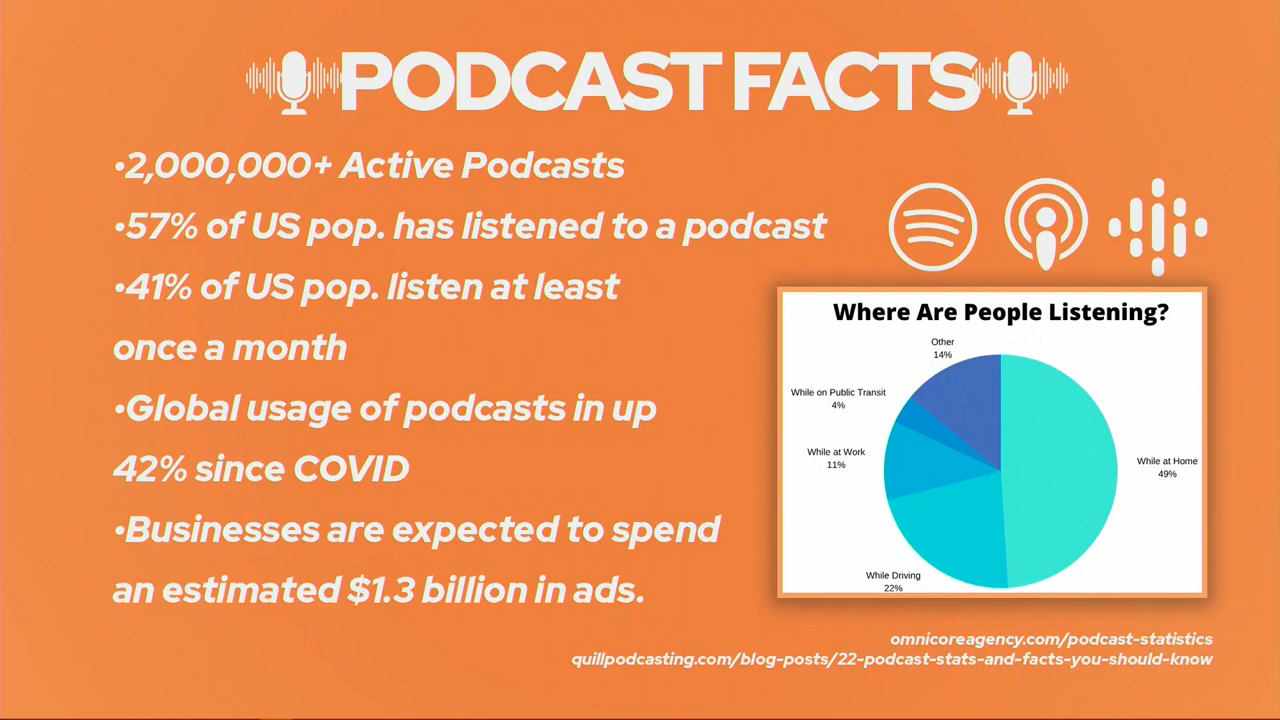 PODCAST FACTS
•2,000,000+ Active Podcasts
•57% of US pop. has listened to a podcast
•41% of US pop. listen at least
once a month
•Global usage of podcasts in up
42% since COVID
•Businesses are expected to spend
an estimated $1.3 billion in ads.
Where Are People Listening?
Other
14%
While on Public Transit
4%
While at Work
11%
While at Home
49%
While Driving
22%
omnicoreagency.com/podcast-statistics
quillpodcasting.com/blog-posts/22-podcast-stats-and-facts-you-should-know